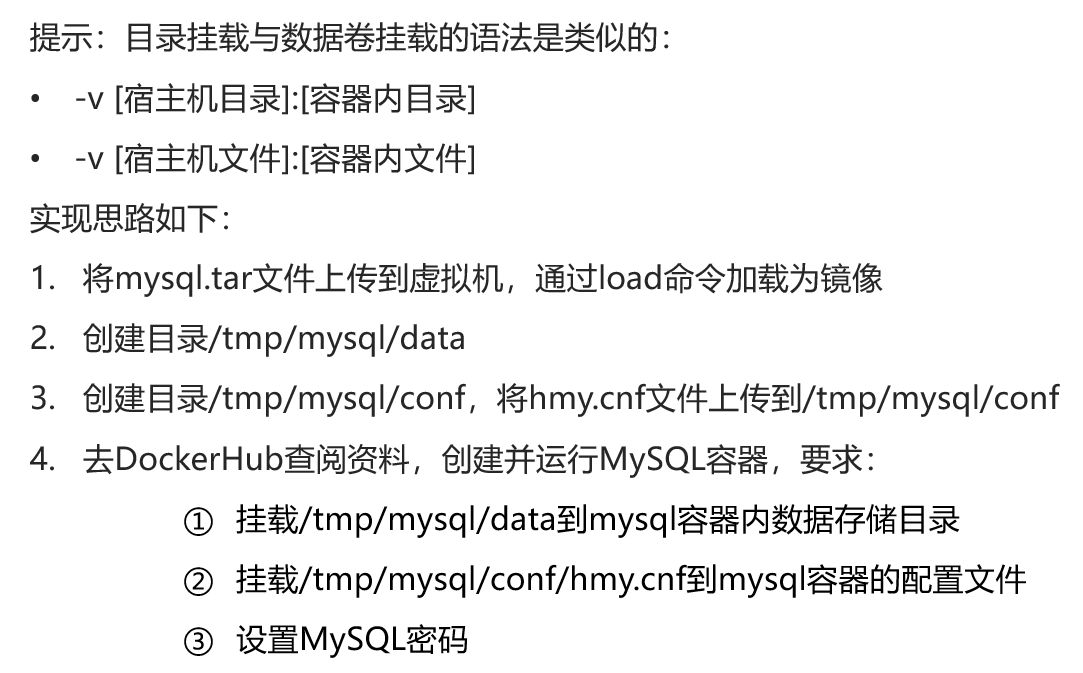 提示：目录挂载与数据卷挂载的语法是类似的：
• -v [宿主机目录]:[容器内目录]
• -v [宿主机文件]:[容器内文件]
实现思路如下：
1. 将mysql.tar文件上传到虚拟机，通过load命令加载为镜像
2. 创建目录/tmp/mysql/data
3. 创建目录/tmp/mysql/conf，将hmy.cnf文件上传到/tmp/mysql/conf
4. 去DockerHub查阅资料，创建并运行MySQL容器，要求：
① 挂载/tmp/mysql/data到mysql容器内数据存储目录
② 挂载/tmp/mysql/conf/hmy.cnf到mysql容器的配置文件
③ 设置MySQL密码